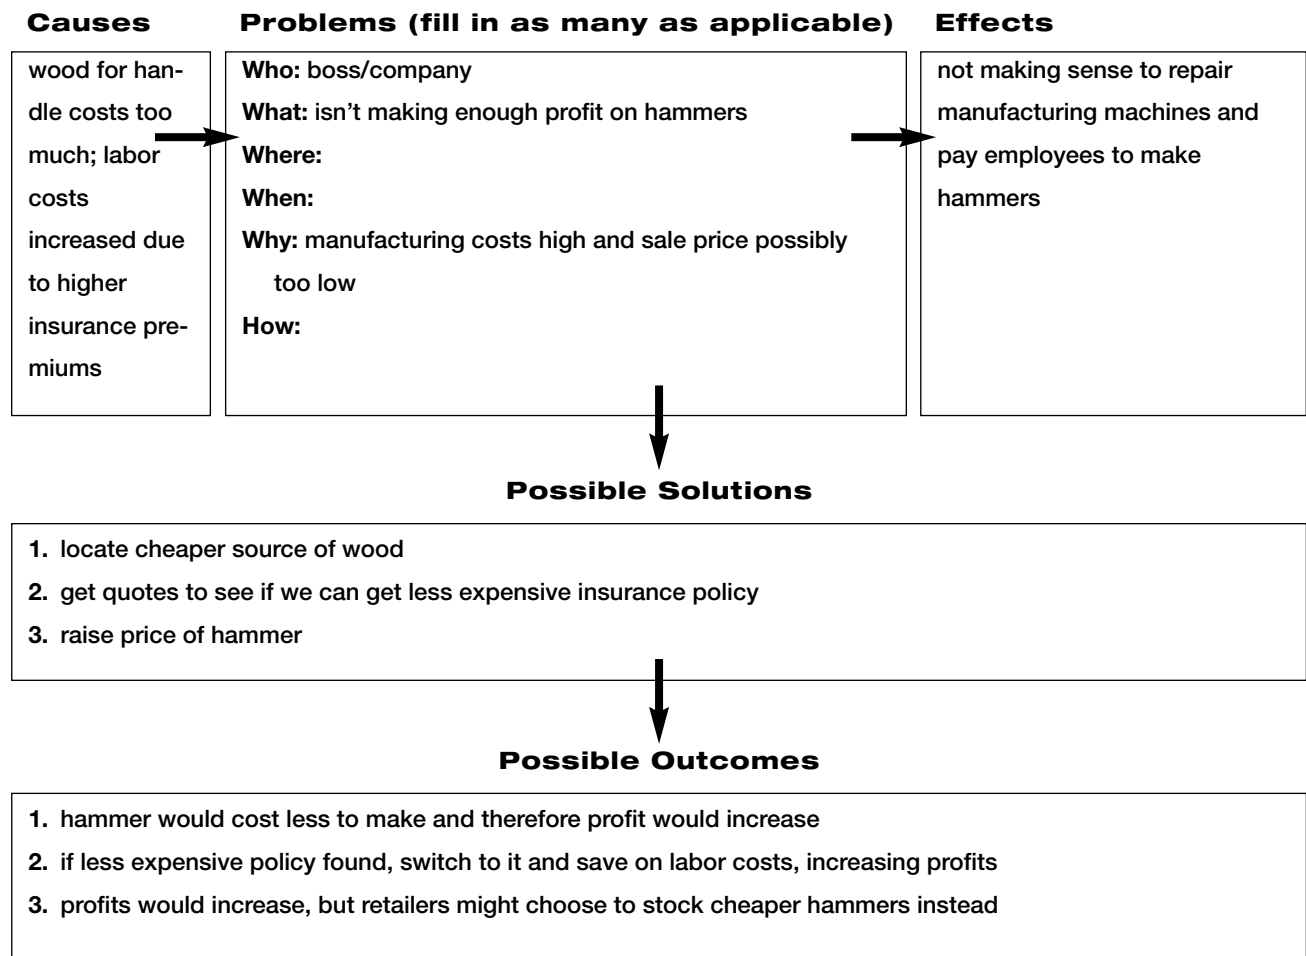 Causes
Problems (fill in as many as applicable)
Effects
wood for han-
dle costs too
much; labor
costs
increased due
to higher
insurance pre-
miums
Who: boss/company
What: isn't making enough profit on hammers
Where:
When:
Why: manufacturing costs high and sale price possibly
too low
How:
not making sense to repair
manufacturing machines and
pay employees to make
hammers
Possible Solutions
1. locate cheaper source of wood
2. get quotes to see if we can get less expensive insurance policy
3. raise price of hammer
Possible Outcomes
1. hammer would cost less to make and therefore profit would increase
2. if less expensive policy found, switch to it and save on labor costs, increasing profits
3. profits would increase, but retailers might choose to stock cheaper hammers instead